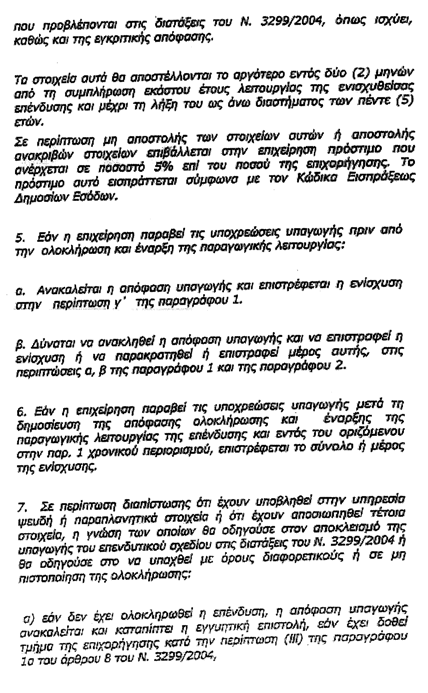 που προβλέπονται στις διατάξεις του Ν. 3299/2004, όπως ισχύει,
καθώς και της εγκριτικής απόφασης.
Τα στοιχεία αυτά θα αποστέλλονται το αργότερο εντός δύο (2) μηνών
από τη συμπλήρωση εκάστου έτους λειτουργίας της ενισχυθείσας
επένδυσης και μέχρι τη λήξη του ως άνω διαστήματος των πέντε (5)
ετών.
Σε περίπτωση μη αποστολής των στοιχείων αυτών ή αποστολής
ανακριβών στοιχείων επιβάλλεται στην επιχείρηση πρόστιμο που
ανέρχεται σε ποσοστό 5% επί του ποσού της επιχορήγησης. Το
πρόστιμο αυτό εισπράττεται σύμφωνα με τον Κώδικα Εισπράξεως
Δημοσίων Εσόδων.
5. Εάν η επιχείρηση παραβεί τις υποχρεώσεις υπαγωγής πριν από
την ολοκλήρωση και έναρξη της παραγωγικής λειτουργίας:
α. Ανακαλείται η απόφαση υπαγωγής και επιστρέφεται η ενίσχυση
στην περίπτωση γ΄ της παραγράφου 1.
β. Δύναται να ανακληθεί η απόφαση υπαγωγής και να επιστραφεί η
ενίσχυση ή να παρακρατηθεί ή επιστραφεί μέρος αυτής, στις
περιπτώσεις α, β της παραγράφου 1 και της παραγράφου 2.
6. Εάν η επιχείρηση παραβεί τις υποχρεώσεις υπαγωγής μετά τη
δημοσίευση της απόφασης ολοκλήρωσης και έναρξης της
παραγωγικής λειτουργίας της επένδυσης και εντός του οριζόμενου
στην παρ. 1 χρονικού περιορισμού, επιστρέφεται το σύνολο ή μέρος
της ενίσχυσης.
7. Σε περίπτωση διαπίστωσης ότι έχουν υποβληθεί στην υπηρεσία
ψευδή ή παραπλανητικά στοιχεία ή ότι έχουν αποσιωπηθεί τέτοια
στοιχεία, η γνώση των οποίων θα οδηγούσε στον αποκλεισμό της
υπαγωγής του επενδυτικού σχεδίου στις διατάξεις του Ν. 3299/2004 ή
θα οδηγούσε στο να υπαχθεί με όρους διαφορετικούς ή σε μη
πιστοποίηση της ολοκλήρωσης:
α) εάν δεν έχει ολοκληρωθεί η επένδυση, η απόφαση υπαγωγής
ανακαλείται και καταπίπτει η εγγυητική επιστολή, εάν έχει δοθεί
τμήμα της επιχορήγησης κατά την περίπτωση (iii) της παραγράφου
1α του άρθρου 8 του Ν. 3299/2004,